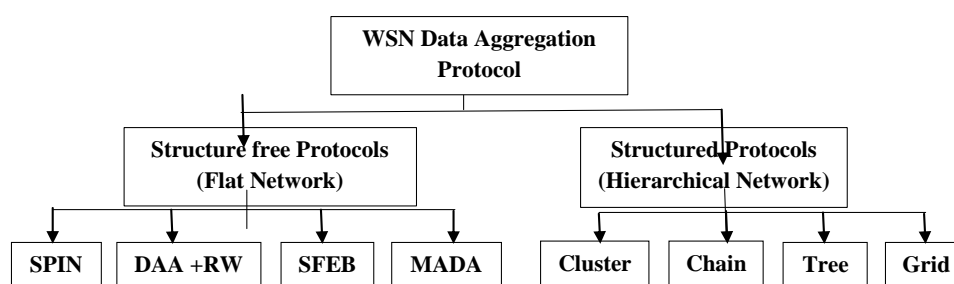 WSN Data Aggregation
Protocol
Structure free Protocols
(Flat Network)
Structured Protocols
(Hierarchical Network)
SPIN
DAA +RW
SFEB
MADA
Cluster
Chain
Tree
Grid